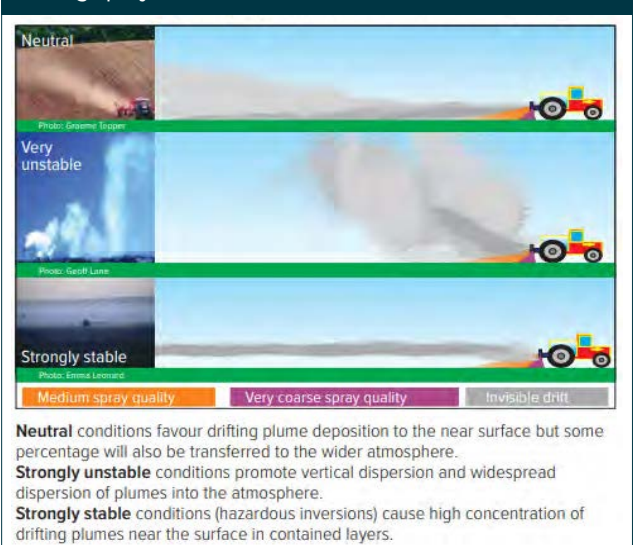 Neutral
Photo: Graeme Tepper
Very
unstable
Photo: Geoff Lane
Strongly stable
Photo: Emma Leonard
Medium spray quality
Very coarse spray quality
Invisible drift
Neutral conditions favour drifting plume deposition to the near surface but some
percentage will also be transferred to the wider atmosphere.
Strongly unstable conditions promote vertical dispersion and widespread
dispersion of plumes into the atmosphere.
Strongly stable conditions (hazardous inversions) cause high concentration of
drifting plumes near the surface in contained layers.